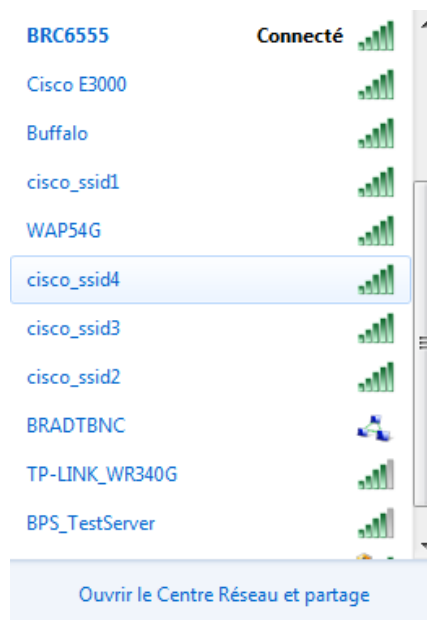 BRC6555 Connecté
Cisco E3000
Buffalo
cisco_ssid1
WAP54G
cisco_ssid4
cisco_ssid3
cisco_ssid2
BRADTBNC
TP-LINK_WR340G
BPS_TestServer
Ouvrir le Centre Réseau et partage